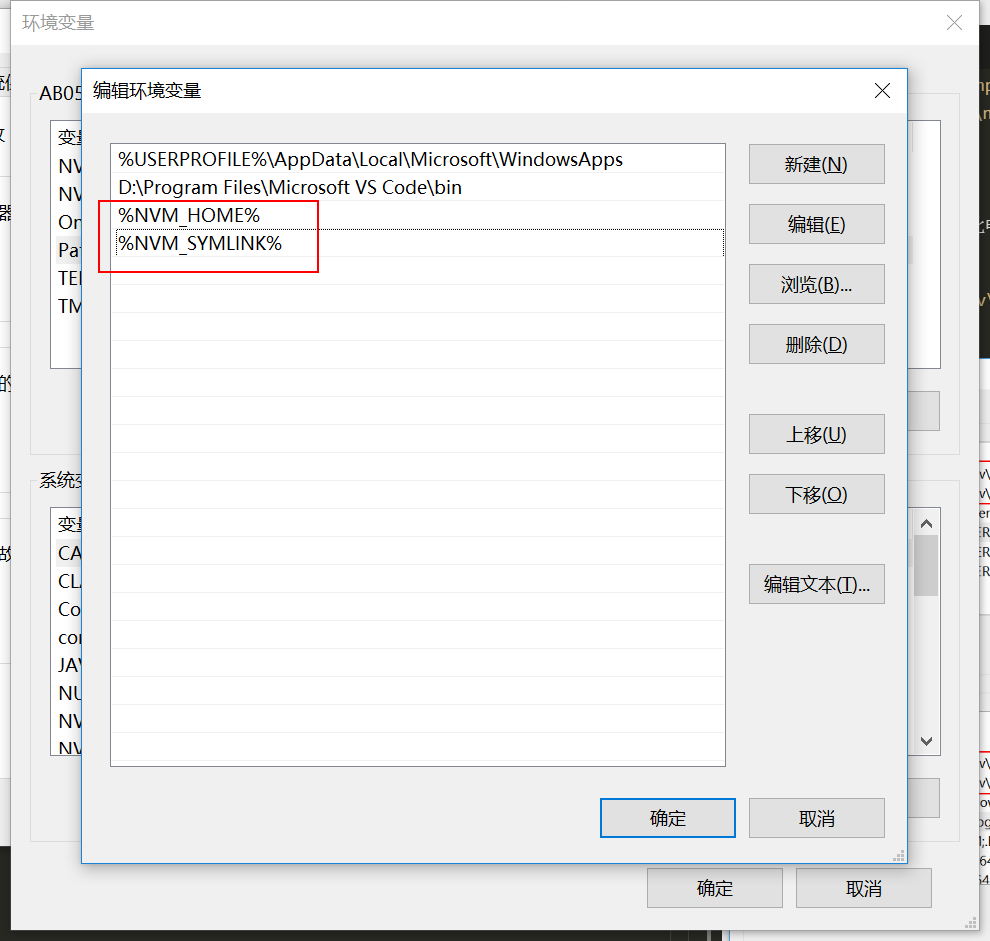 环境变量
编辑环境变量
%USERPROFILE%\AppData\Local\Microsoft\WindowsApps
D:\Program Files\Microsoft VS Code\bin
%NVM_HOME%
%NVM_SYMLINK%
新建(N)
编辑(E)
浏览(B)...
删除(D)
上移(U)
下移(O)
编辑文本(T)...
确定
取消
AB05
变量
NV
NV
On
Pat
TE
TM
系统变
变量
CA
CL
Co
con
JAV
NU
NV
NV
确定
取消